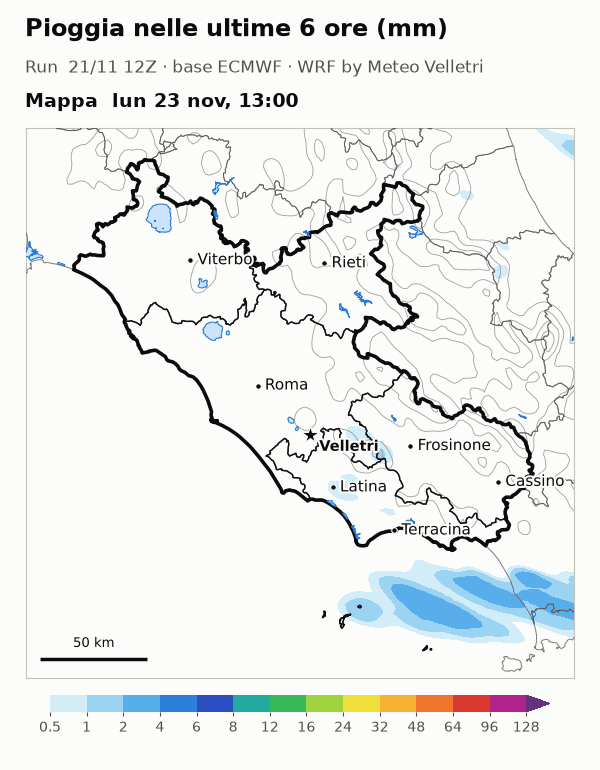 Pioggia nelle ultime 6 ore (mm)
Run  21/11 12Z · base ECMWF · WRF by Meteo Velletri
Mappa  lun 23 nov, 13:00
Viterbo
Rieti
Roma
Velletri
Frosinone
Latina
Cassino
Terracina
50 km
0.5 1 2 4 6 8 12 16 24 32 48 64 96 128